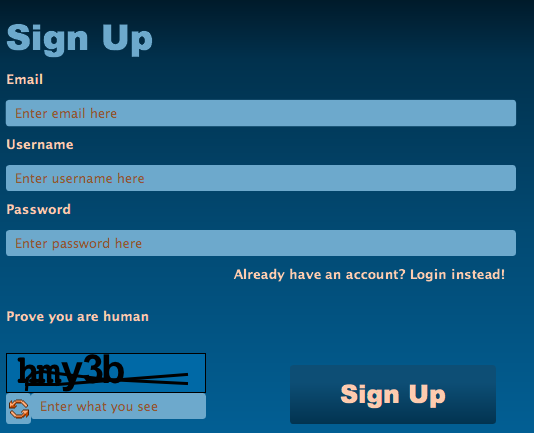 Sign Up
Email
Enter email here
Username
Enter username here
Password
Enter password here
Already have an account? Login instead!
Prove you are human
Enter what you see
Sign Up